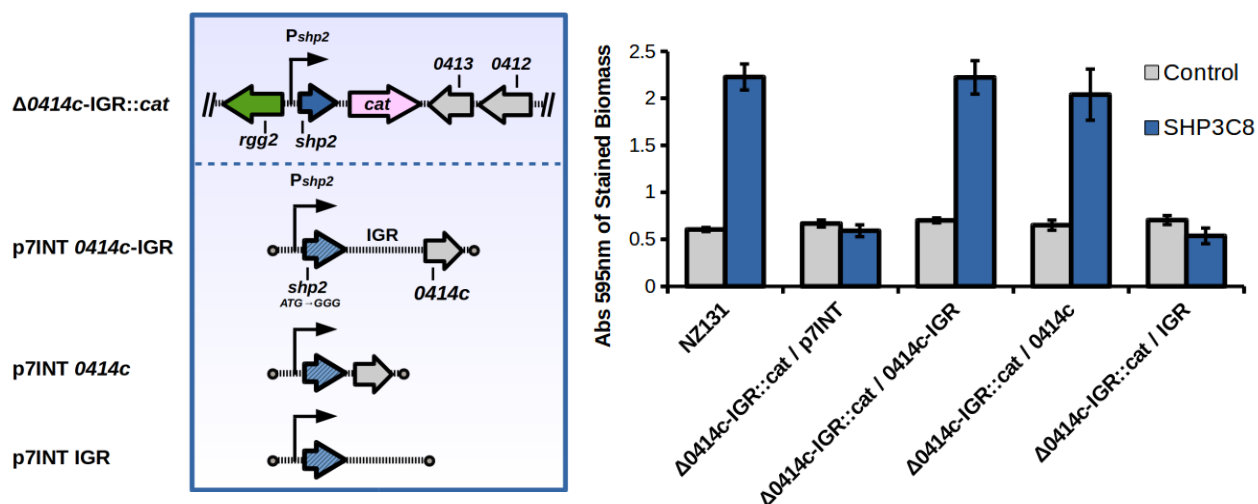 Δ0414c-IGR::cat
Pshp2
0413
0412
cat
rgg2
shp2
p7INT 0414c-IGR
Pshp2
IGR
shp2
ATG→GGG
0414c
p7INT 0414c
p7INT IGR
Abs 595nm of Stained Biomass
2.5
2
1.5
1
0.5
0
Control
SHP3C8
NZ131
Δ0414c-IGR::cat / p7INT
Δ0414c-IGR::cat / 0414c-IGR
Δ0414c-IGR::cat / 0414c
Δ0414c-IGR::cat / IGR